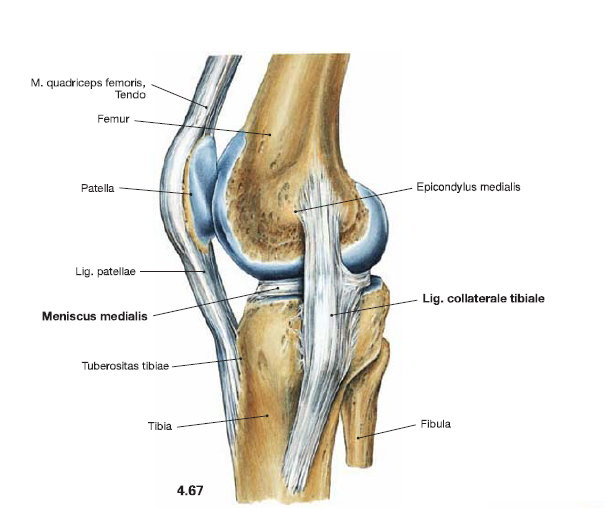 M. quadriceps femoris,
Tendo
Femur
Patella
Epicondylus medialis
Lig. patellae
Lig. collaterale tibiale
Meniscus medialis
Tuberositas tibiae
Tibia
Fibula
4.67